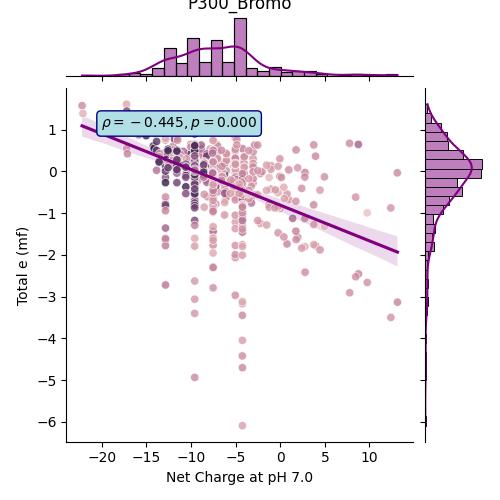 P300_Bromo
ρ = −0.445, p = 0.000
1
0
−1
−2
−3
−4
−5
−6
Total e (mf)
−20 −15 −10 −5 0 5 10
Net Charge at pH 7.0